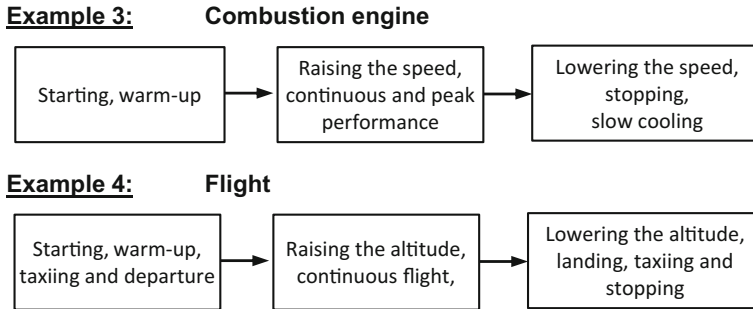 Example 3: Combustion engine
Starting, warm-up
Raising the speed,
continuous and peak
performance
Lowering the speed,
stopping,
slow cooling
Example 4: Flight
Starting, warm-up,
taxiing and departure
Raising the altitude,
continuous flight,
Lowering the altitude,
landing, taxiing and
stopping